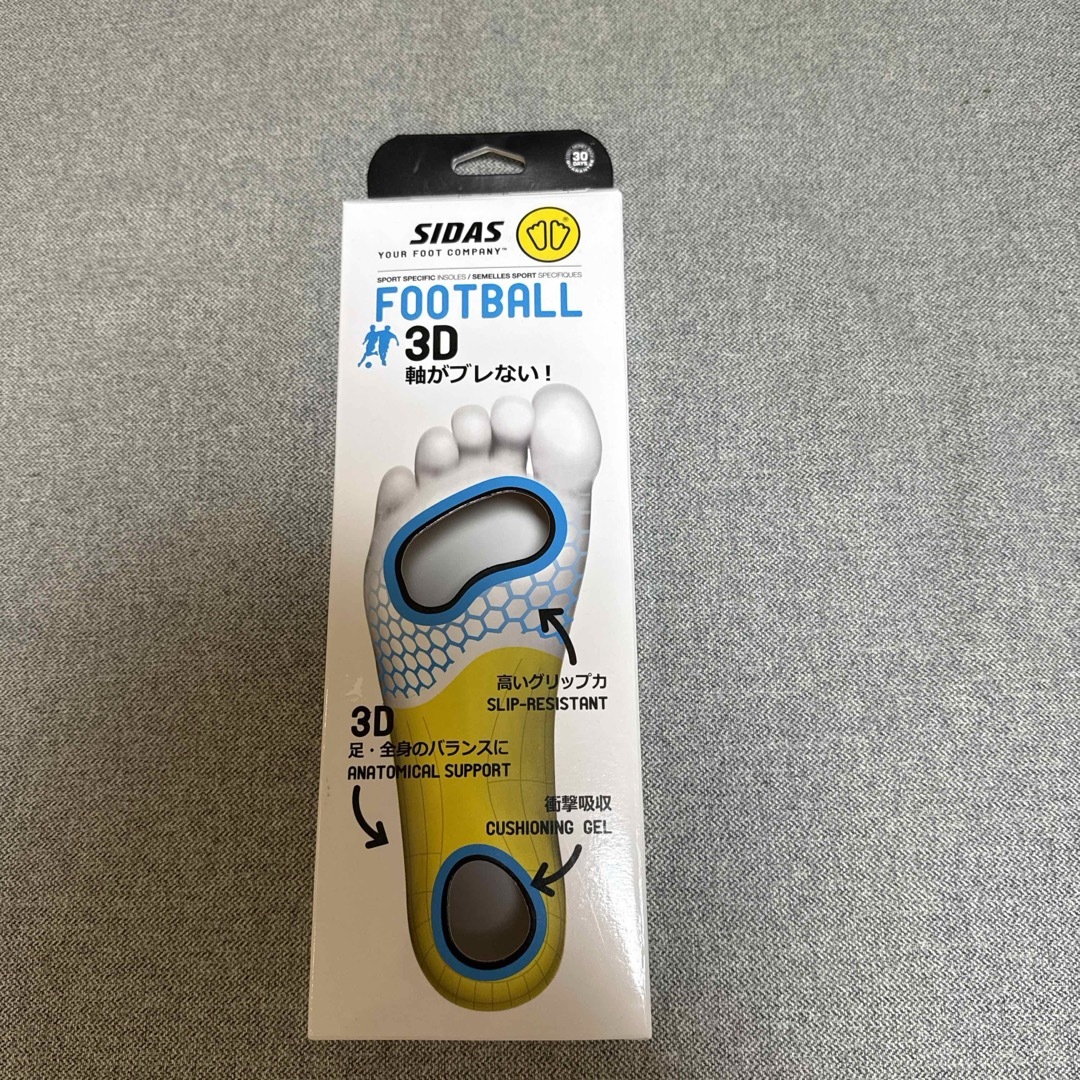 30
DAYS
SIDAS
YOUR FOOT COMPANY™
SPORT SPECIFIC INSOLES / SEMELLES SPORT SPECIFIQUES
FOOTBALL
3D
軸がブレない！
高いグリップ力
SLIP-RESISTANT
3D
足・全身のバランスに
ANATOMICAL SUPPORT
衝撃吸収
CUSHIONING GEL